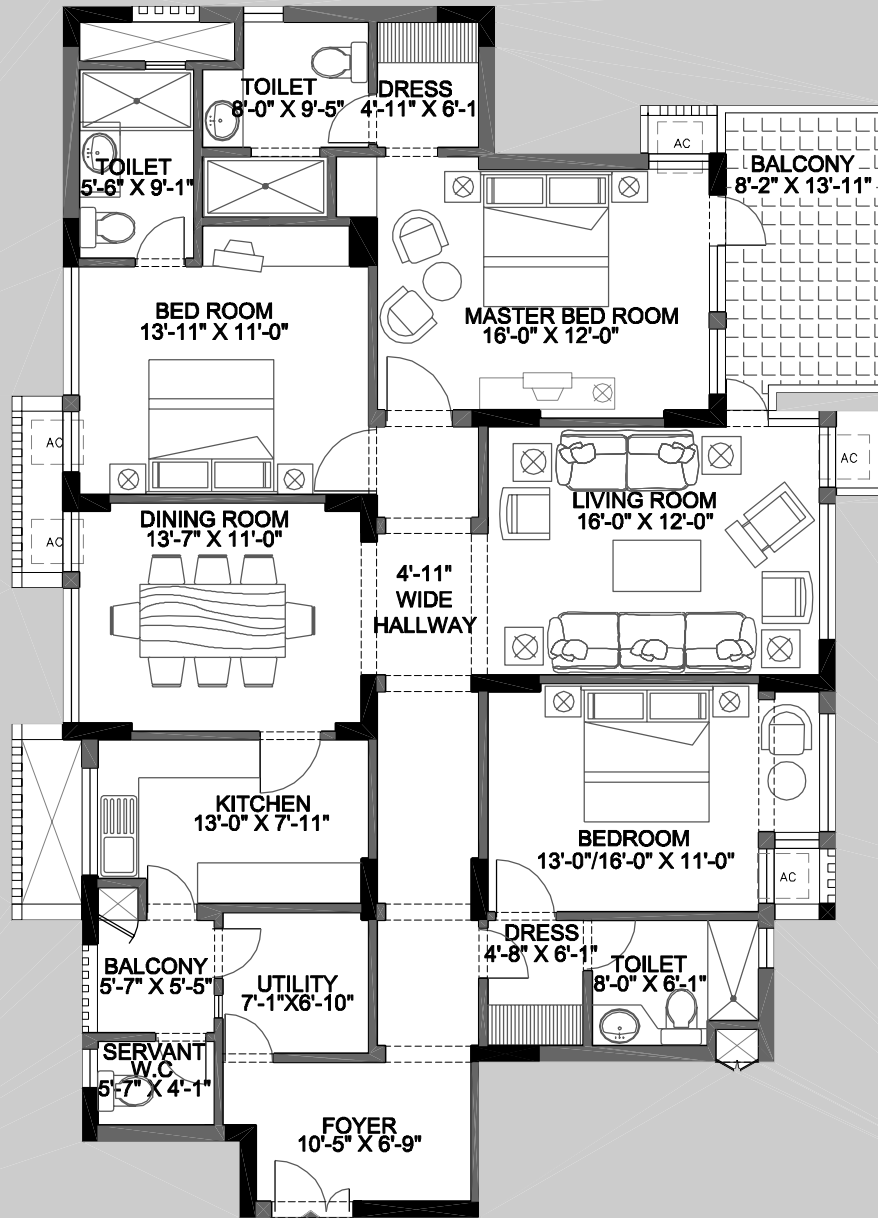 TOILET
8'-0" X 9'-5"
DRESS
4'-11" X 6'-1
AC
TOILET
5'-6" X 9'-1"
BALCONY
8'-2" X 13'-11"
BED ROOM
13'-11" X 11'-0"
MASTER BED ROOM
16'-0" X 12'-0"
AC
AC
LIVING ROOM
16'-0" X 12'-0"
DINING ROOM
13'-7" X 11'-0"
AC
4'-11"
WIDE
HALLWAY
KITCHEN
13'-0" X 7'-11"
BEDROOM
13'-0"/16'-0" X 11'-0"
AC
DRESS
4'-8" X 6'-1"
TOILET
8'-0" X 6'-1"
BALCONY
5'-7" X 5'-5"
UTILITY
7'-1"X6'-10"
SERVANT
W.C
5'-7" X 4'-1"
FOYER
10'-5" X 6'-9"